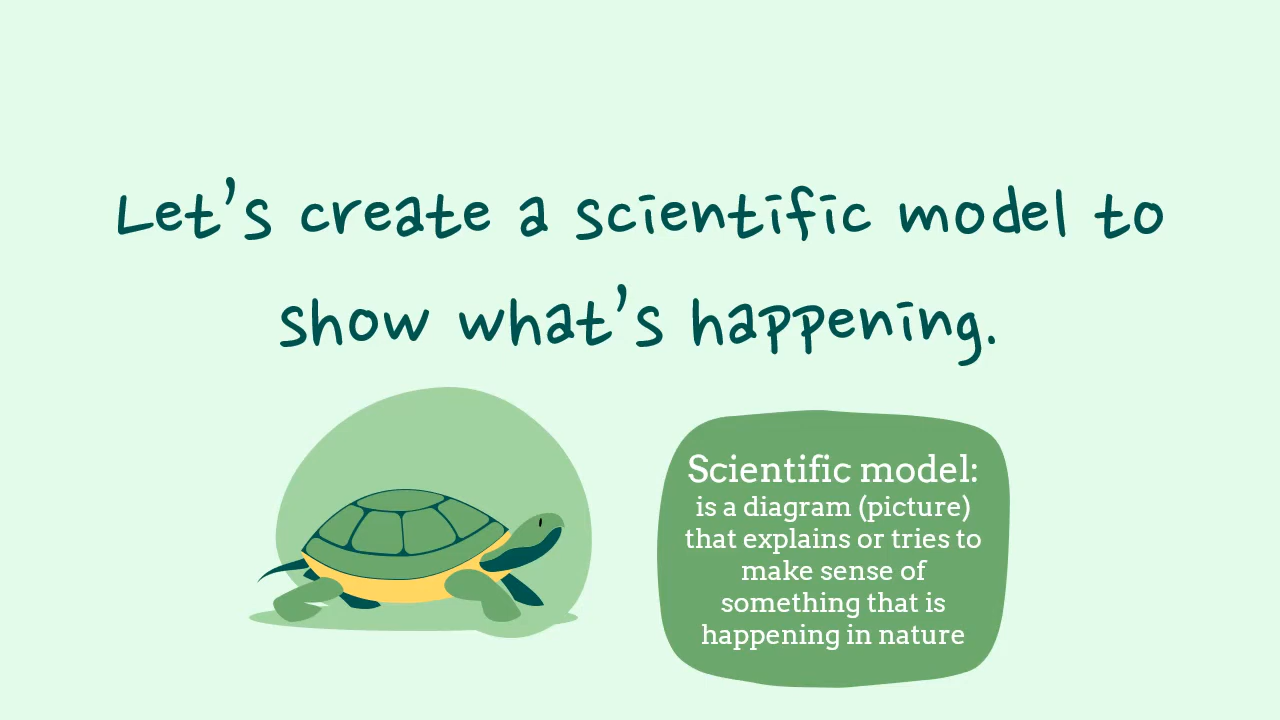 Let's create a scientific model to
show what's happening.
Scientific model:
is a diagram (picture)
that explains or tries to
make sense of
something that is
happening in nature